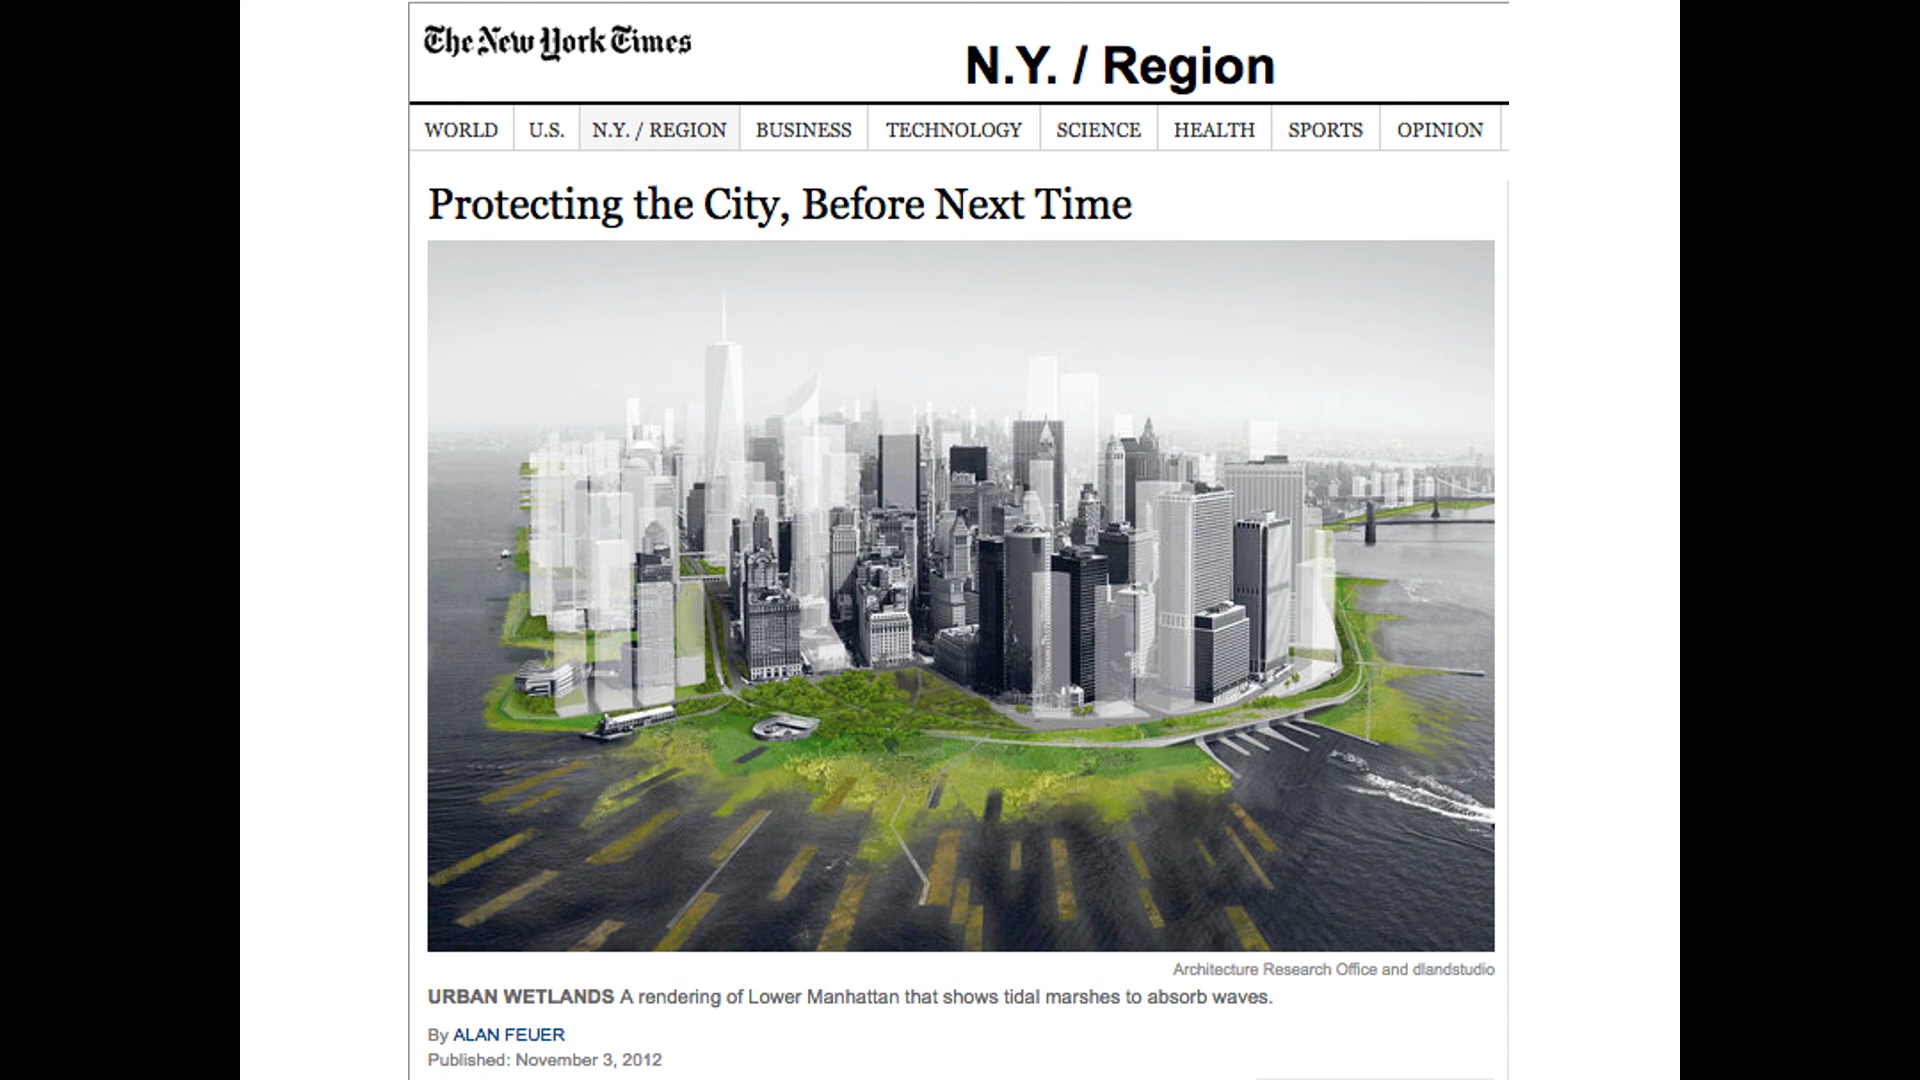 The New York Times
N.Y. / Region
WORLD U.S. N.Y. / REGION BUSINESS TECHNOLOGY SCIENCE HEALTH SPORTS OPINION
Protecting the City, Before Next Time
Architecture Research Office and dlandstudio
URBAN WETLANDS A rendering of Lower Manhattan that shows tidal marshes to absorb waves.
By ALAN FEUER
Published: November 3, 2012